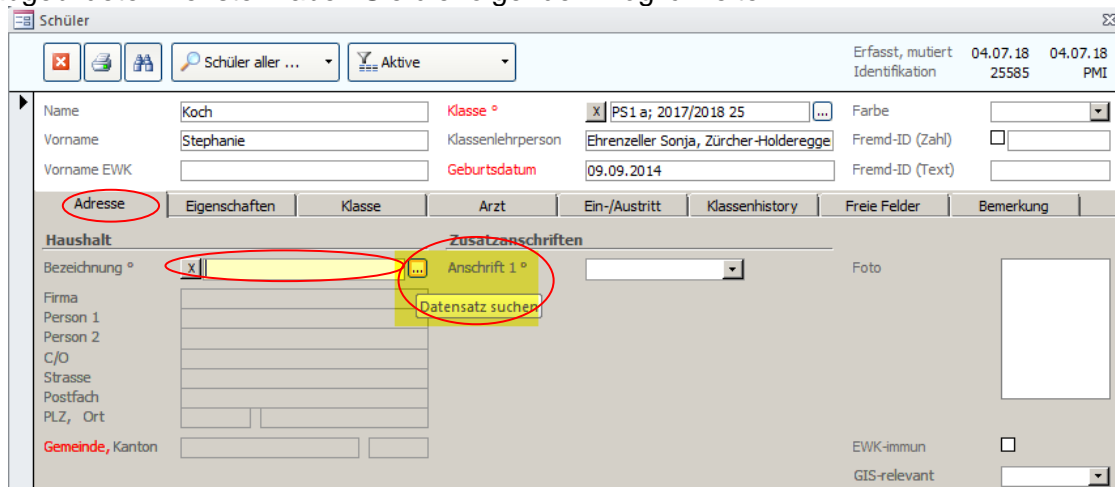 Schüler
Schüler aller ... Aktive Erfasst, mutiert 04.07.18 04.07.18
Identifikation 25585 PMI
Name Koch Klasse ° X PS1 a; 2017/2018 25 ... Farbe
Vorname Stephanie Klassenlehrperson Ehrenzeller Sonja, Zürcher-Holderegge Fremd-ID (Zahl)
Vorname EWK Geburtsdatum 09.09.2014 Fremd-ID (Text)
Adresse Eigenschaften Klasse Arzt Ein-/Austritt Klassenhistory Freie Felder Bemerkung
Haushalt Zusatzanschriften
Bezeichnung ° X ... Anschrift 1 ° Foto
Firma
Datensatz suchen
Person 1
Person 2
C/O
Strasse
Postfach
PLZ, Ort
Gemeinde, Kanton EWK-immun
GIS-relevant